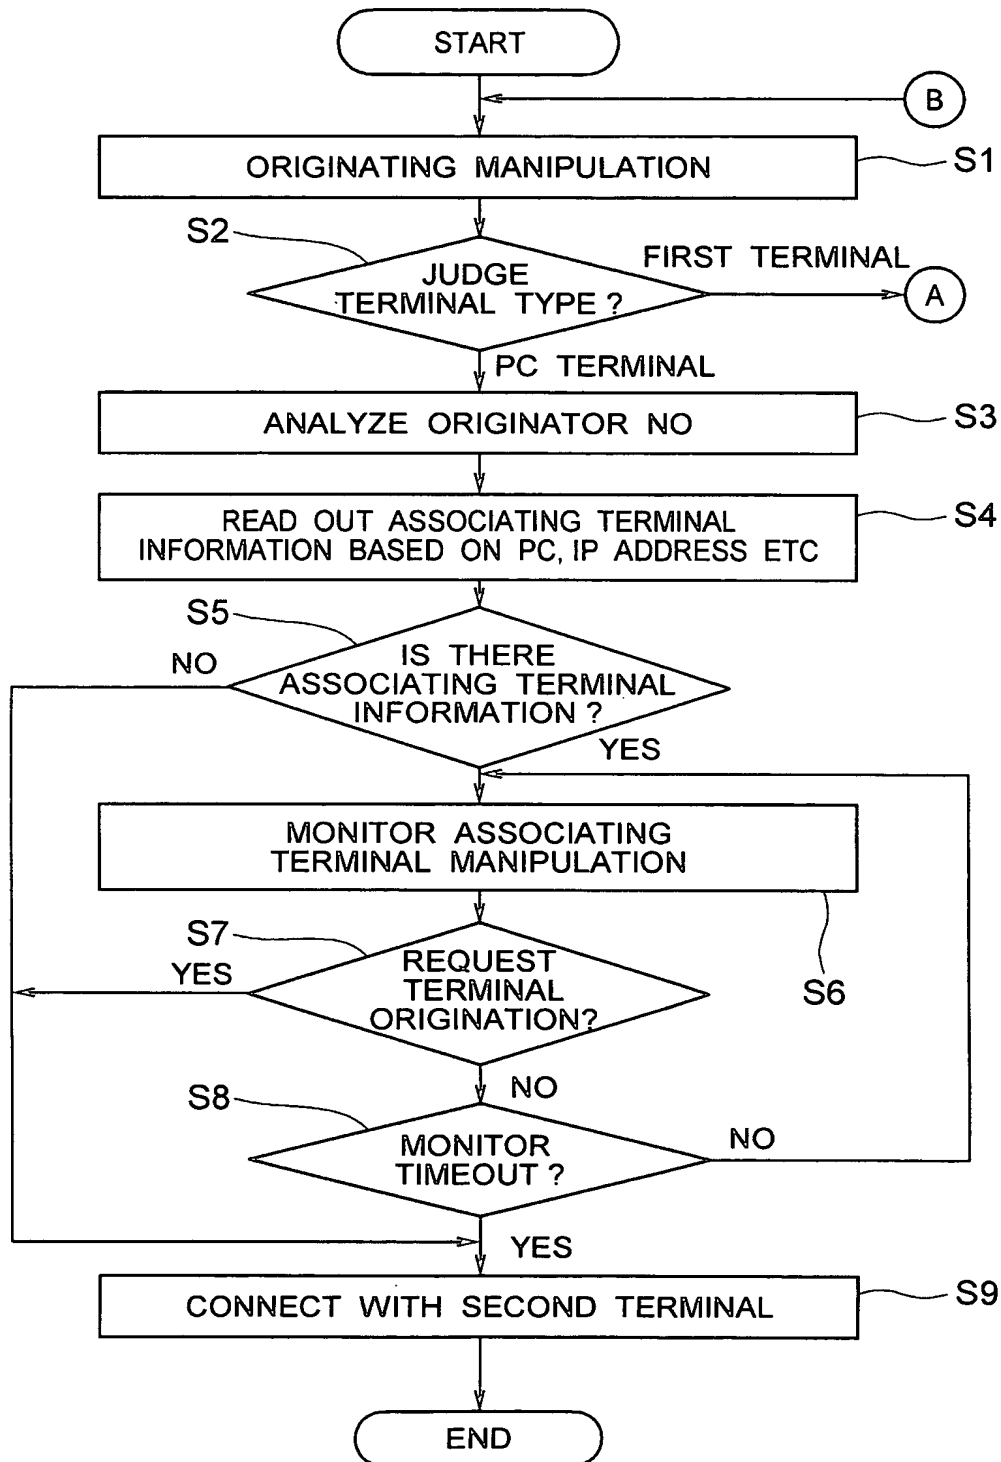 START
B
ORIGINATING MANIPULATION
S1
S2
JUDGE
TERMINAL TYPE ?
FIRST TERMINAL
A
PC TERMINAL
ANALYZE ORIGINATOR NO
S3
READ OUT ASSOCIATING TERMINAL
INFORMATION BASED ON PC, IP ADDRESS ETC
S4
S5
NO
IS THERE
ASSOCIATING TERMINAL
INFORMATION ?
YES
MONITOR ASSOCIATING
TERMINAL MANIPULATION
S6
S7
YES
REQUEST
TERMINAL
ORIGINATION?
NO
S8
MONITOR
TIMEOUT ?
NO
YES
CONNECT WITH SECOND TERMINAL
S9
END